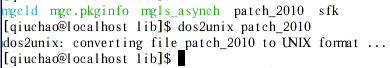 mgcld mgc.pkginfo mgls_asynch patch_2010 sfk
[qiuchao@localhost lib]$ dos2unix patch_2010
dos2unix: converting file patch_2010 to UNIX format ...
[qiuchao@localhost lib]$